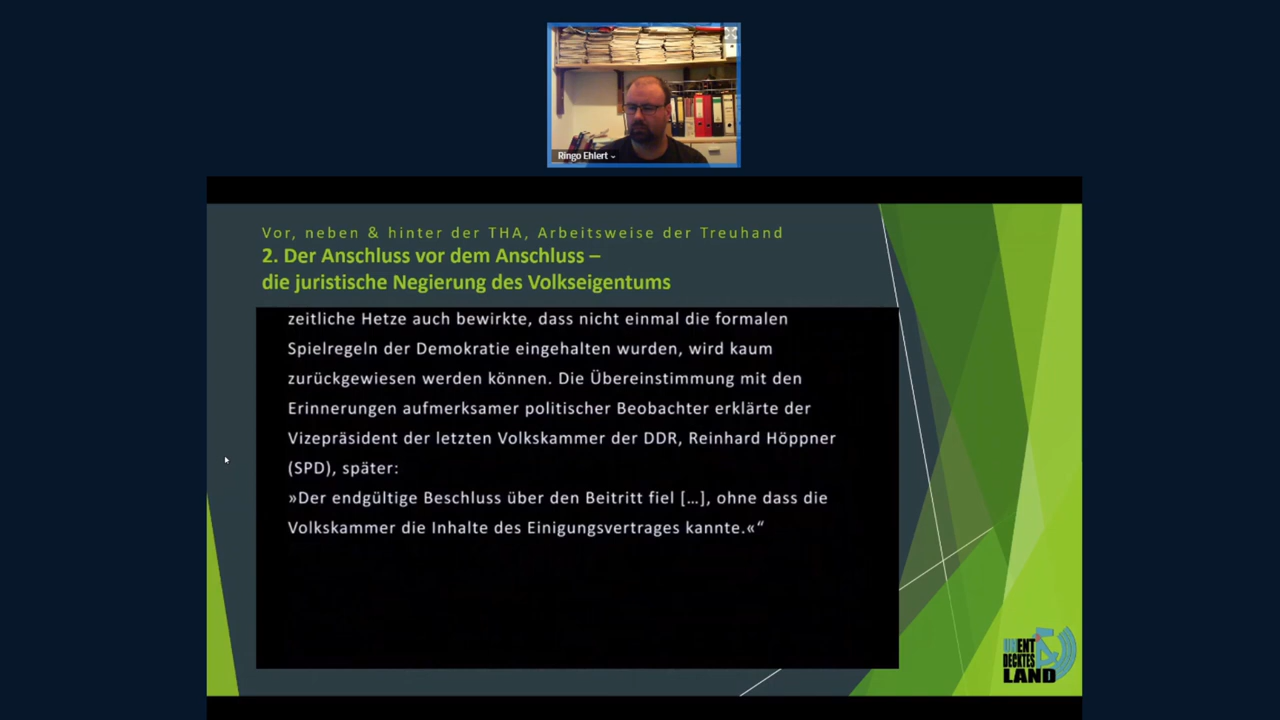 Ringo Ehlert
Vor, neben & hinter der THA, Arbeitsweise der Treuhand
2. Der Anschluss vor dem Anschluss –
die juristische Negierung des Volkseigentums
zeitliche Hetze auch bewirkte, dass nicht einmal die formalen
Spielregeln der Demokratie eingehalten wurden, wird kaum
zurückgewiesen werden können. Die Übereinstimmung mit den
Erinnerungen aufmerksamer politischer Beobachter erklärte der
Vizepräsident der letzten Volkskammer der DDR, Reinhard Höppner
(SPD), später:
»Der endgültige Beschluss über den Beitritt fiel […], ohne dass die
Volkskammer die Inhalte des Einigungsvertrages kannte.«“
UNENT
DECKTES
LAND